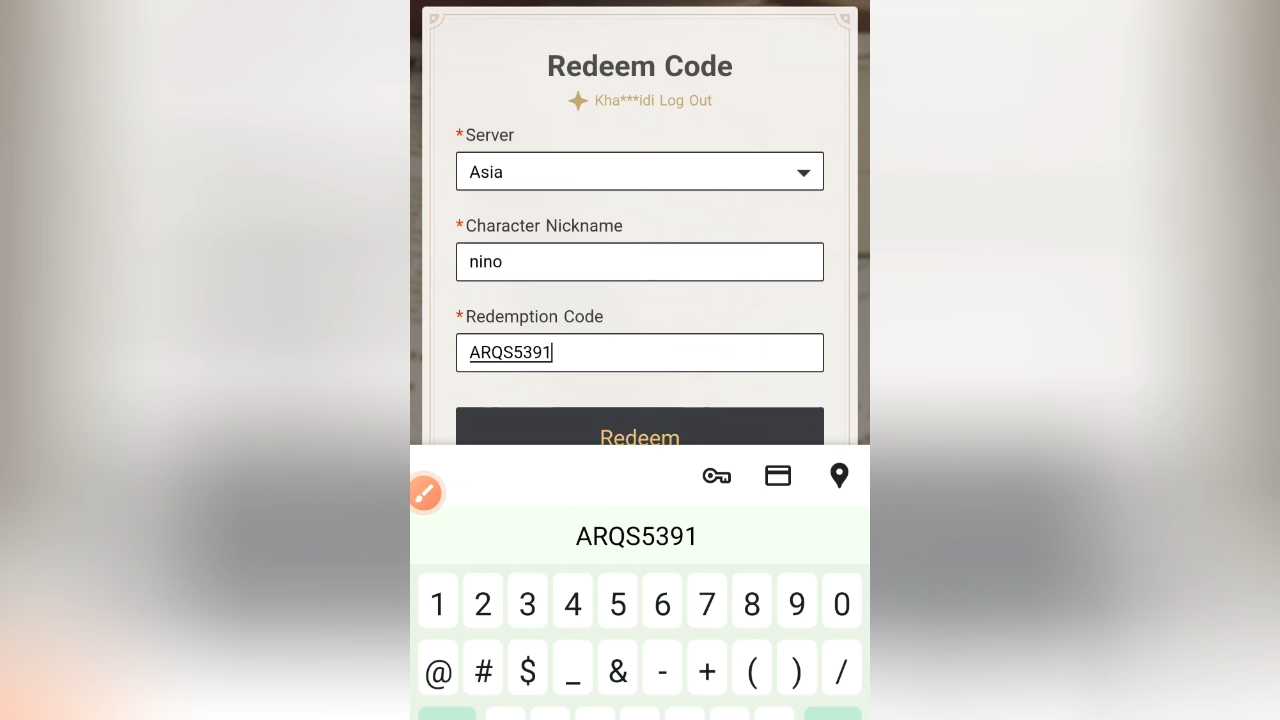 Redeem Code
Kha***idi Log Out
*Server
Asia
*Character Nickname
nino
*Redemption Code
ARQS5391
Redeem
ARQS5391
1 2 3 4 5 6 7 8 9 0
@ # $ _ & - + ( ) /